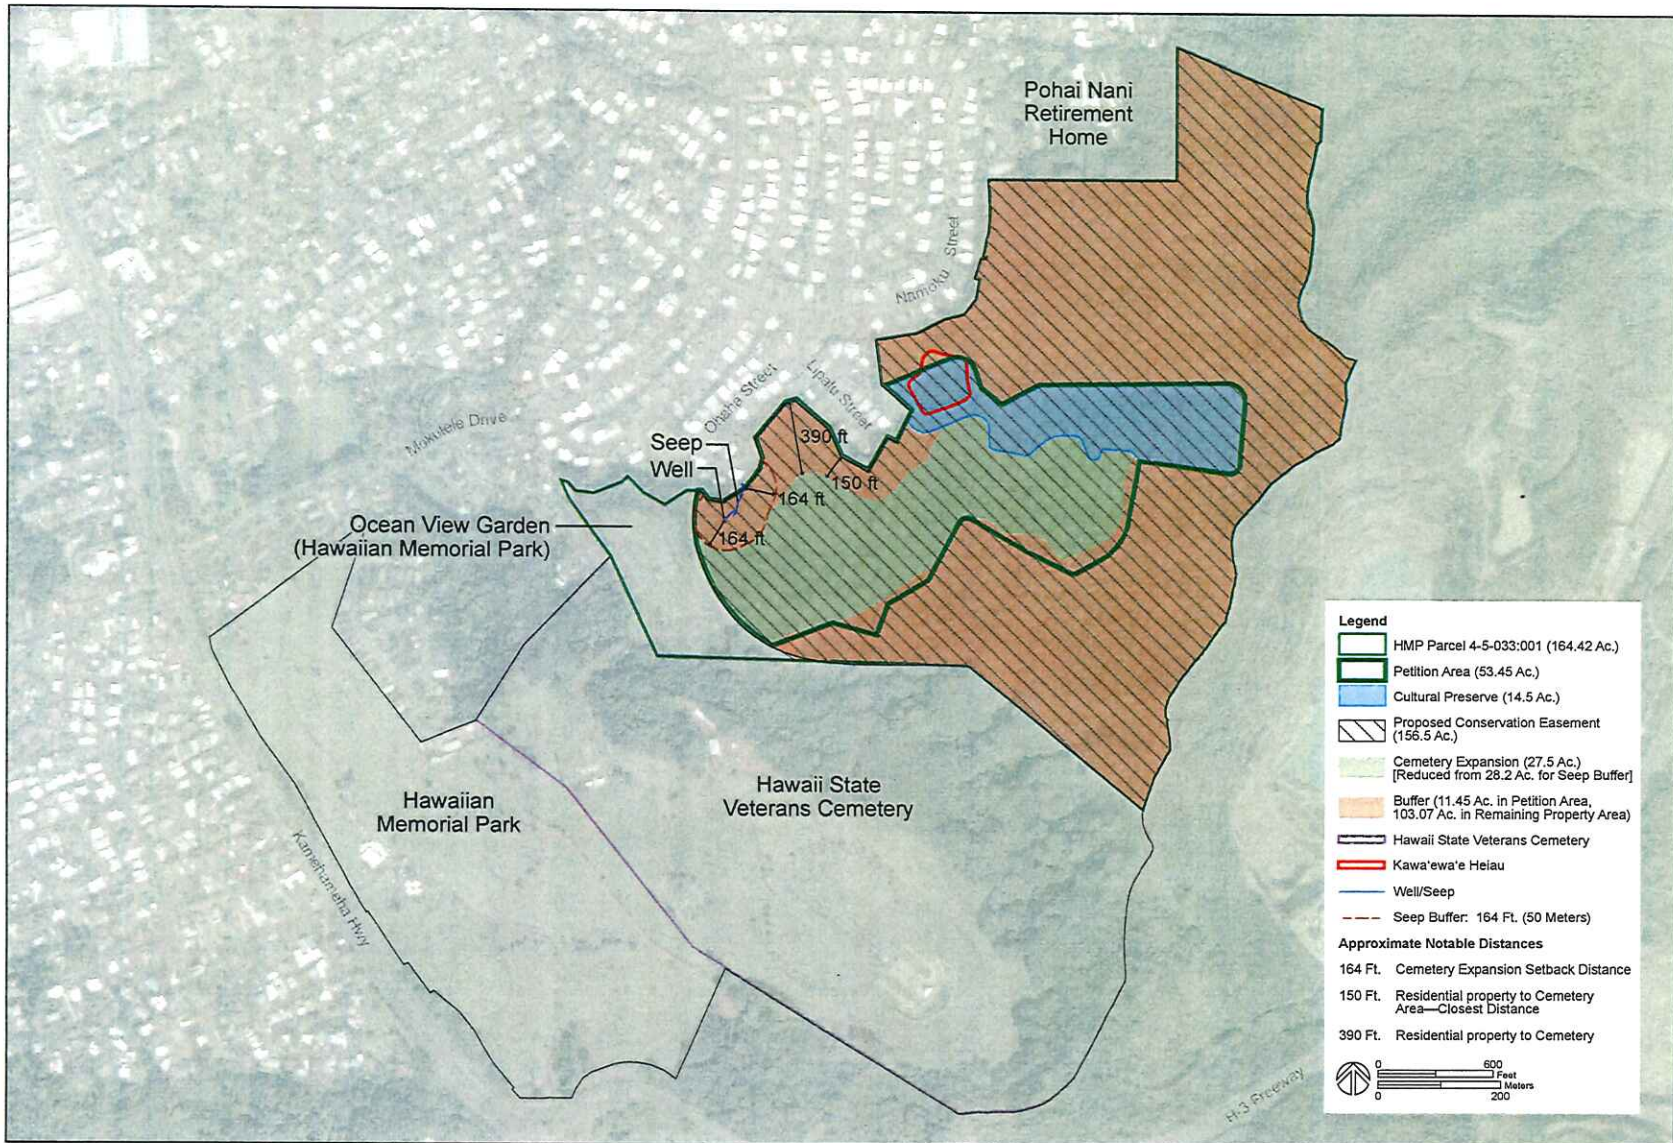 Pohai Nani
Retirement
Home
Namoku Street
Lipalu Street
Ohaha Street
Mokulele Drive
390 ft
150 ft
Seep
Well
164 ft
164 ft
Ocean View Garden
(Hawaiian Memorial Park)
Hawaii State
Veterans Cemetery
Hawaiian
Memorial Park
Kamehameha Hwy
H-3 Freeway
Legend
HMP Parcel 4-5-033:001 (164.42 Ac.)
Petition Area (53.45 Ac.)
Cultural Preserve (14.5 Ac.)
Proposed Conservation Easement
(156.5 Ac.)
Cemetery Expansion (27.5 Ac.)
[Reduced from 28.2 Ac. for Seep Buffer]
Buffer (11.45 Ac. in Petition Area,
103.07 Ac. in Remaining Property Area)
Hawaii State Veterans Cemetery
Kawa'ewa'e Heiau
Well/Seep
Seep Buffer: 164 Ft. (50 Meters)
Approximate Notable Distances
164 Ft. Cemetery Expansion Setback Distance
150 Ft. Residential property to Cemetery
Area—Closest Distance
390 Ft. Residential property to Cemetery
0 600
Feet
Meters
0 200